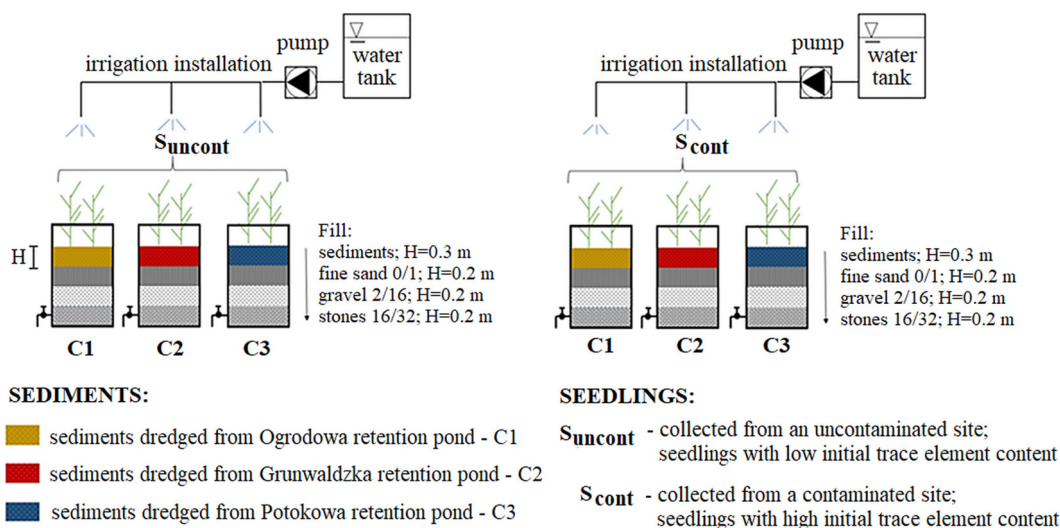 pump
water
tank
irrigation installation
Suncont
H
Fill:
sediments; H=0.3 m
fine sand 0/1; H=0.2 m
gravel 2/16; H=0.2 m
stones 16/32; H=0.2 m
C1 C2 C3
pump
water
tank
irrigation installation
Scont
Fill:
sediments; H=0.3 m
fine sand 0/1; H=0.2 m
gravel 2/16; H=0.2 m
stones 16/32; H=0.2 m
C1 C2 C3
SEDIMENTS:
sediments dredged from Ogrodowa retention pond - C1
sediments dredged from Grunwaldzka retention pond - C2
sediments dredged from Potokowa retention pond - C3
SEEDLINGS:
Suncont - collected from an uncontaminated site;
seedlings with low initial trace element content
Scont - collected from a contaminated site;
seedlings with high initial trace element content